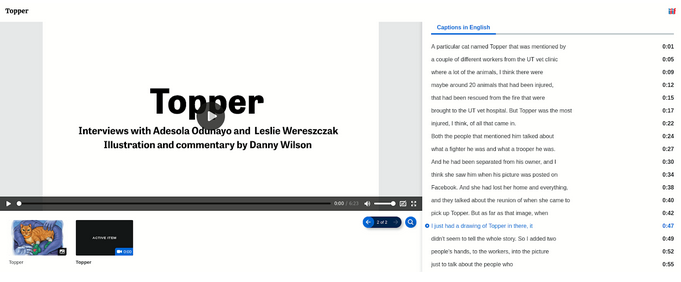 Topper
Captions in English
Topper
Interviews with Adesola Odunayo and Leslie Wereszczak
Illustration and commentary by Danny Wilson
0:00 / 6:23
2 of 2
ACTIVE ITEM
0:00
Topper
Topper
A particular cat named Topper that was mentioned by 0:01
a couple of different workers from the UT vet clinic 0:05
where a lot of the animals, I think there were 0:09
maybe around 20 animals that had been injured, 0:12
that had been rescued from the fire that were 0:15
brought to the UT vet hospital. But Topper was the most 0:17
injured, I think, of all that came in. 0:22
Both the people that mentioned him talked about 0:24
what a fighter he was and what a trooper he was. 0:27
And he had been separated from his owner, and I 0:30
think she saw him when his picture was posted on 0:34
Facebook. And she had lost her home and everything, 0:38
and they talked about the reunion of when she came to 0:40
pick up Topper. But as far as that image, when 0:42
I just had a drawing of Topper in there, it 0:47
didn't seem to tell the whole story. So I added two 0:49
people's hands, to the workers, into the picture 0:52
just to talk about the people who 0:55